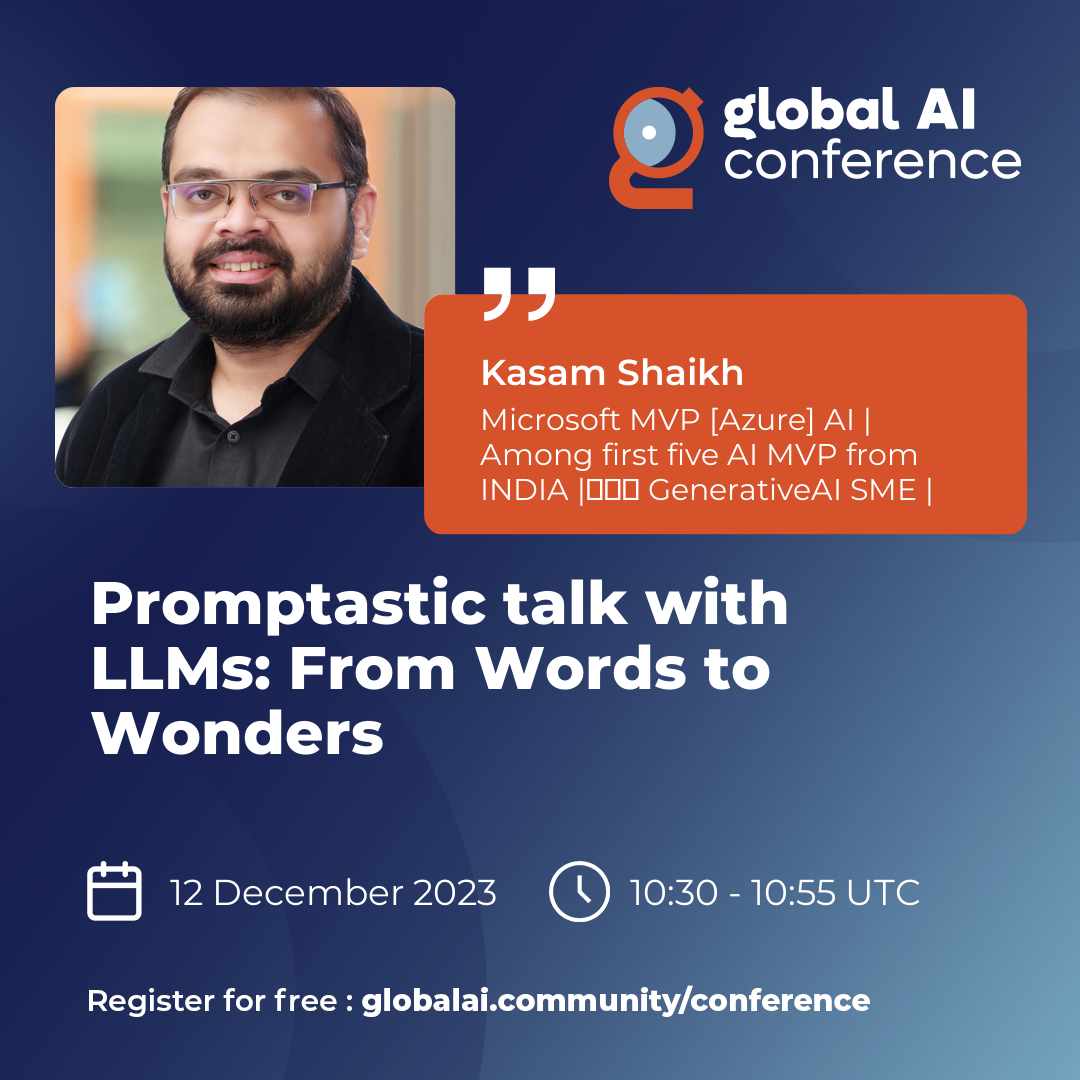 global AI
conference
Kasam Shaikh
Microsoft MVP [Azure] AI |
Among first five AI MVP from
INDIA |▯▯▯ GenerativeAI SME |
Promptastic talk with
LLMs: From Words to
Wonders
12 December 2023
10:30 - 10:55 UTC
Register for free : globalai.community/conference